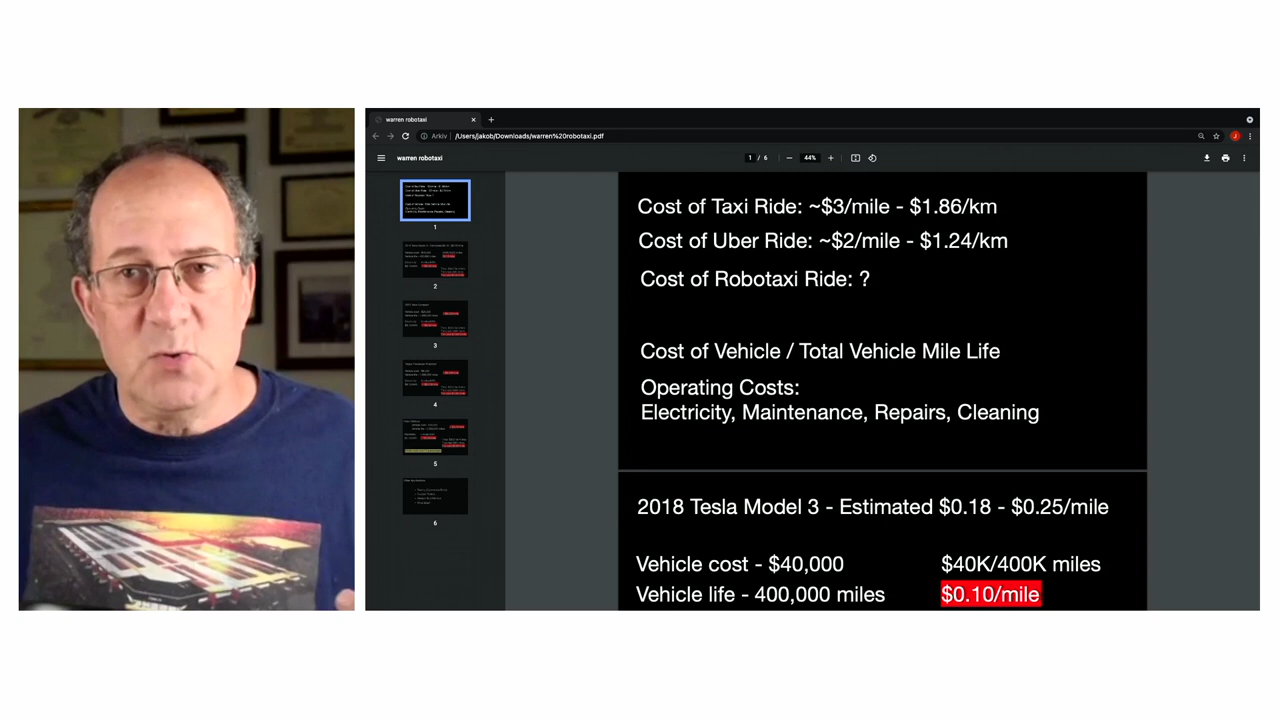 warren robotaxi
Arkiv /Users/jakob/Downloads/warren%20robotaxi.pdf
J
warren robotaxi
1 / 6
44%
1
2
3
4
5
6
Cost of Taxi Ride: ~$3/mile - $1.86/km
Cost of Uber Ride: ~$2/mile - $1.24/km
Cost of Robotaxi Ride: ?
Cost of Vehicle / Total Vehicle Mile Life
Operating Costs:
Electricity, Maintenance, Repairs, Cleaning
2018 Tesla Model 3 - Estimated $0.18 - $0.25/mile
Vehicle cost - $40,000 $40K/400K miles
Vehicle life - 400,000 miles $0.10/mile